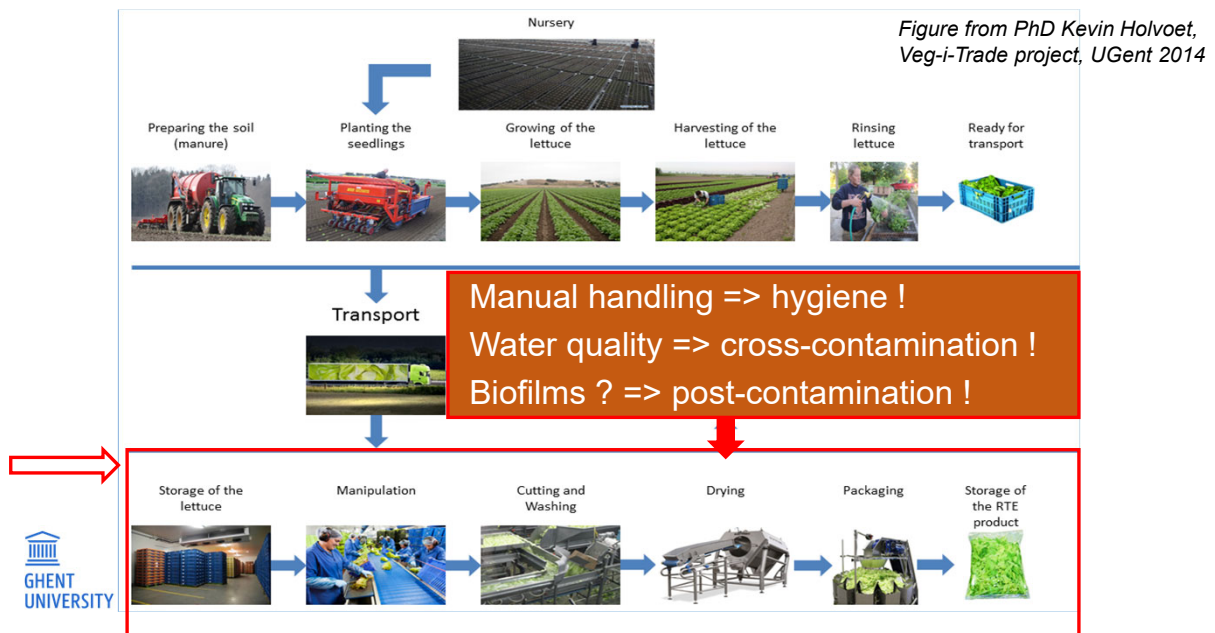 Nursery
Figure from PhD Kevin Holvoet,
Veg-i-Trade project, UGent 2014
Preparing the soil
(manure)
Planting the
seedlings
Growing of the
lettuce
Harvesting of the
lettuce
Rinsing
lettuce
Ready for
transport
Transport
Manual handling => hygiene !
Water quality => cross-contamination !
Biofilms ? => post-contamination !
Storage of the
lettuce
Manipulation
Cutting and
Washing
Drying
Packaging
Storage of
the RTE
product
GHENT
UNIVERSITY